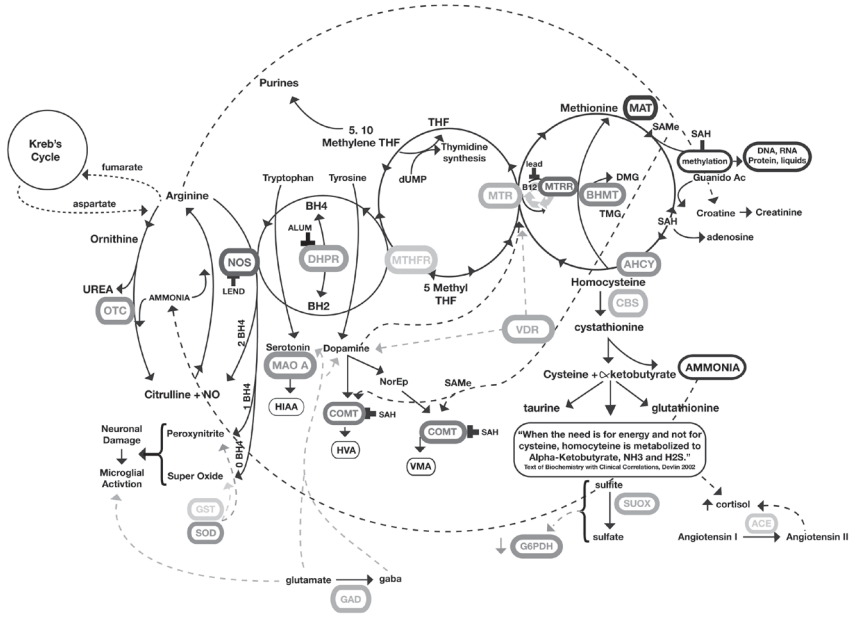 Purines
Kreb's
Cycle
fumarate
aspartate
Arginine
Ornithine
UREA
OTC
AMMONIA
Citrulline + NO
NOS
LEND
2 BH4
1 BH4
0 BH4
Neuronal
Damage
Microglial
Activtion
Peroxynitrite
Super Oxide
GST
SOD
5. 10
Methylene THF
THF
Thymidine
synthesis
dUMP
Tryptophan
Tyrosine
BH4
ALUM
DHPR
BH2
MTHFR
5 Methyl
THF
Serotonin
MAO A
HIAA
Dopamine
NorEp
SAMe
COMT
SAH
HVA
COMT
SAH
VMA
glutamate
gaba
GAD
Methionine
MAT
SAMe
SAH
methylation
DNA, RNA
Protein, liquids
Guanido Ac
Croatine
Creatinine
SAH
adenosine
lead
B12
MTR
MTRR
BHMT
DMG
TMG
AHCY
Homocysteine
CBS
VDR
cystathionine
Cysteine + ∝ketobutyrate
AMMONIA
taurine
glutathionine
"When the need for energy and not for
cysteine, homocyteine is metabolized to
Alpha-Ketobutyrate, NH3 and H2S."
Text of Biochemistry with Clinical Correlations, Devlin 2002
sulfite
SUOX
sulfate
G6PDH
cortisol
ACE
Angiotensin I
Angiotensin II